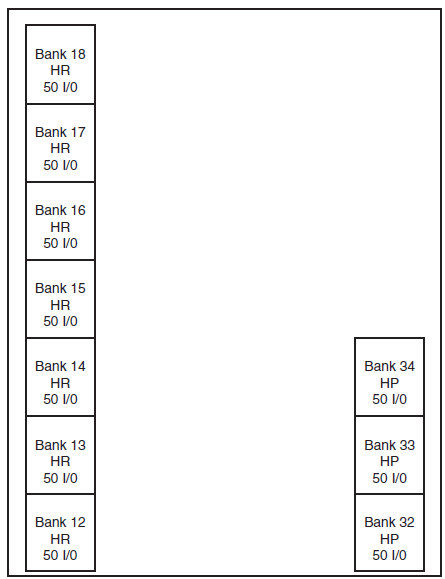 Bank 18
HR
50 I/0
Bank 17
HR
50 I/0
Bank 16
HR
50 I/0
Bank 15
HR
50 I/0
Bank 14
HR
50 I/0
Bank 13
HR
50 I/0
Bank 12
HR
50 I/0
Bank 34
HP
50 I/0
Bank 33
HP
50 I/0
Bank 32
HP
50 I/0